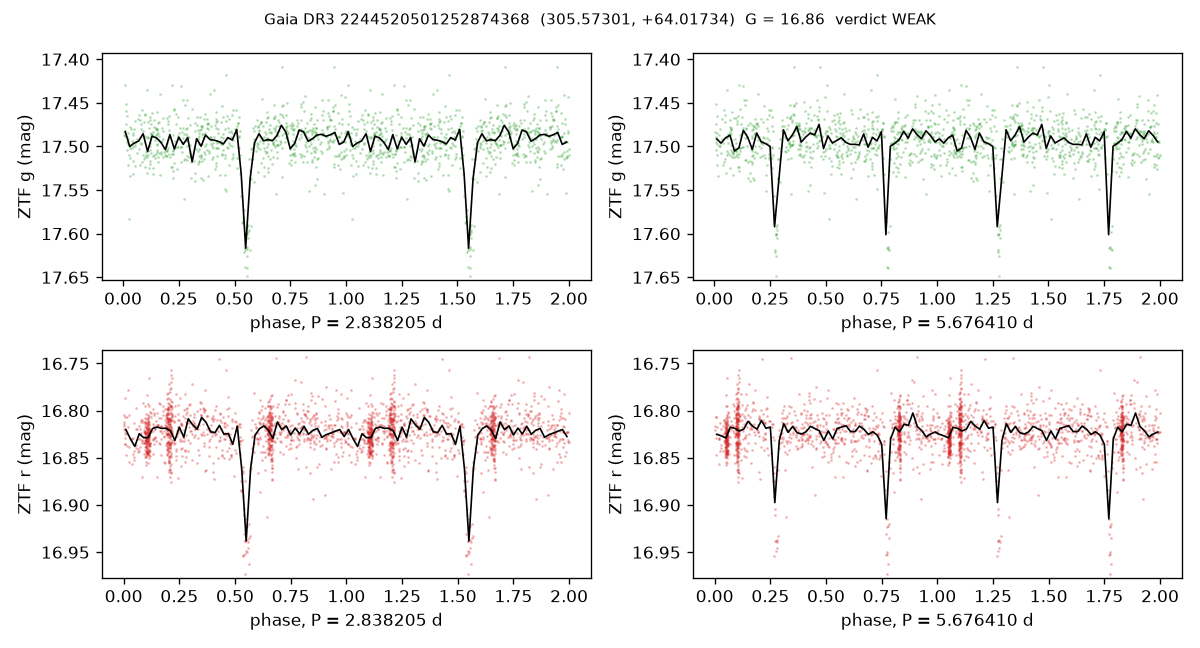 Gaia DR3 2244520501252874368  (305.57301, +64.01734)  G = 16.86  verdict WEAK
17.40
17.45
17.50
17.55
17.60
17.65
ZTF g (mag)
0.00 0.25 0.50 0.75 1.00 1.25 1.50 1.75 2.00
phase, P = 2.838205 d
17.40
17.45
17.50
17.55
17.60
17.65
ZTF g (mag)
0.00 0.25 0.50 0.75 1.00 1.25 1.50 1.75 2.00
phase, P = 5.676410 d
16.75
16.80
16.85
16.90
16.95
ZTF r (mag)
0.00 0.25 0.50 0.75 1.00 1.25 1.50 1.75 2.00
phase, P = 2.838205 d
16.75
16.80
16.85
16.90
16.95
ZTF r (mag)
0.00 0.25 0.50 0.75 1.00 1.25 1.50 1.75 2.00
phase, P = 5.676410 d